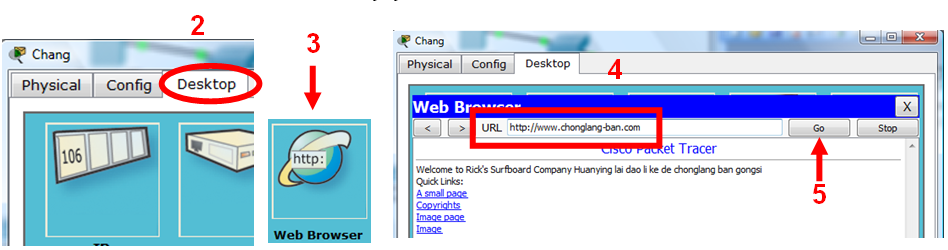 2
Chang
Physical Config Desktop
106
3
http:
Web Browser
Chang
Physical Config Desktop
4
Web Browser X
< > URL http://www.chonglang-ban.com Go Stop
Cisco Packet Tracer
5
Welcome to Rick's Surfboard Company Huanying lai dao li ke de chonglang ban gongsi
Quick Links:
A small page
Copyrights
Image page
Image